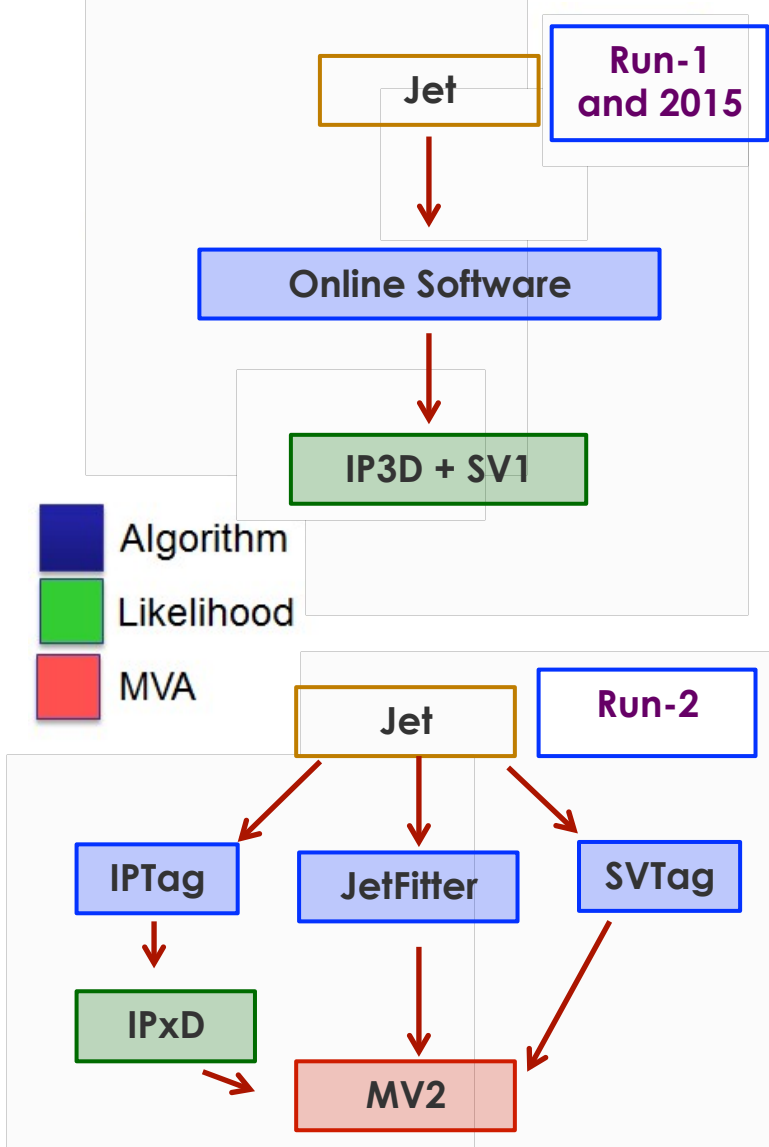 Jet
Run-1
and 2015
Online Software
IP3D + SV1
Algorithm
Likelihood
MVA
Jet
Run-2
IPTag
JetFitter
SVTag
IPxD
MV2